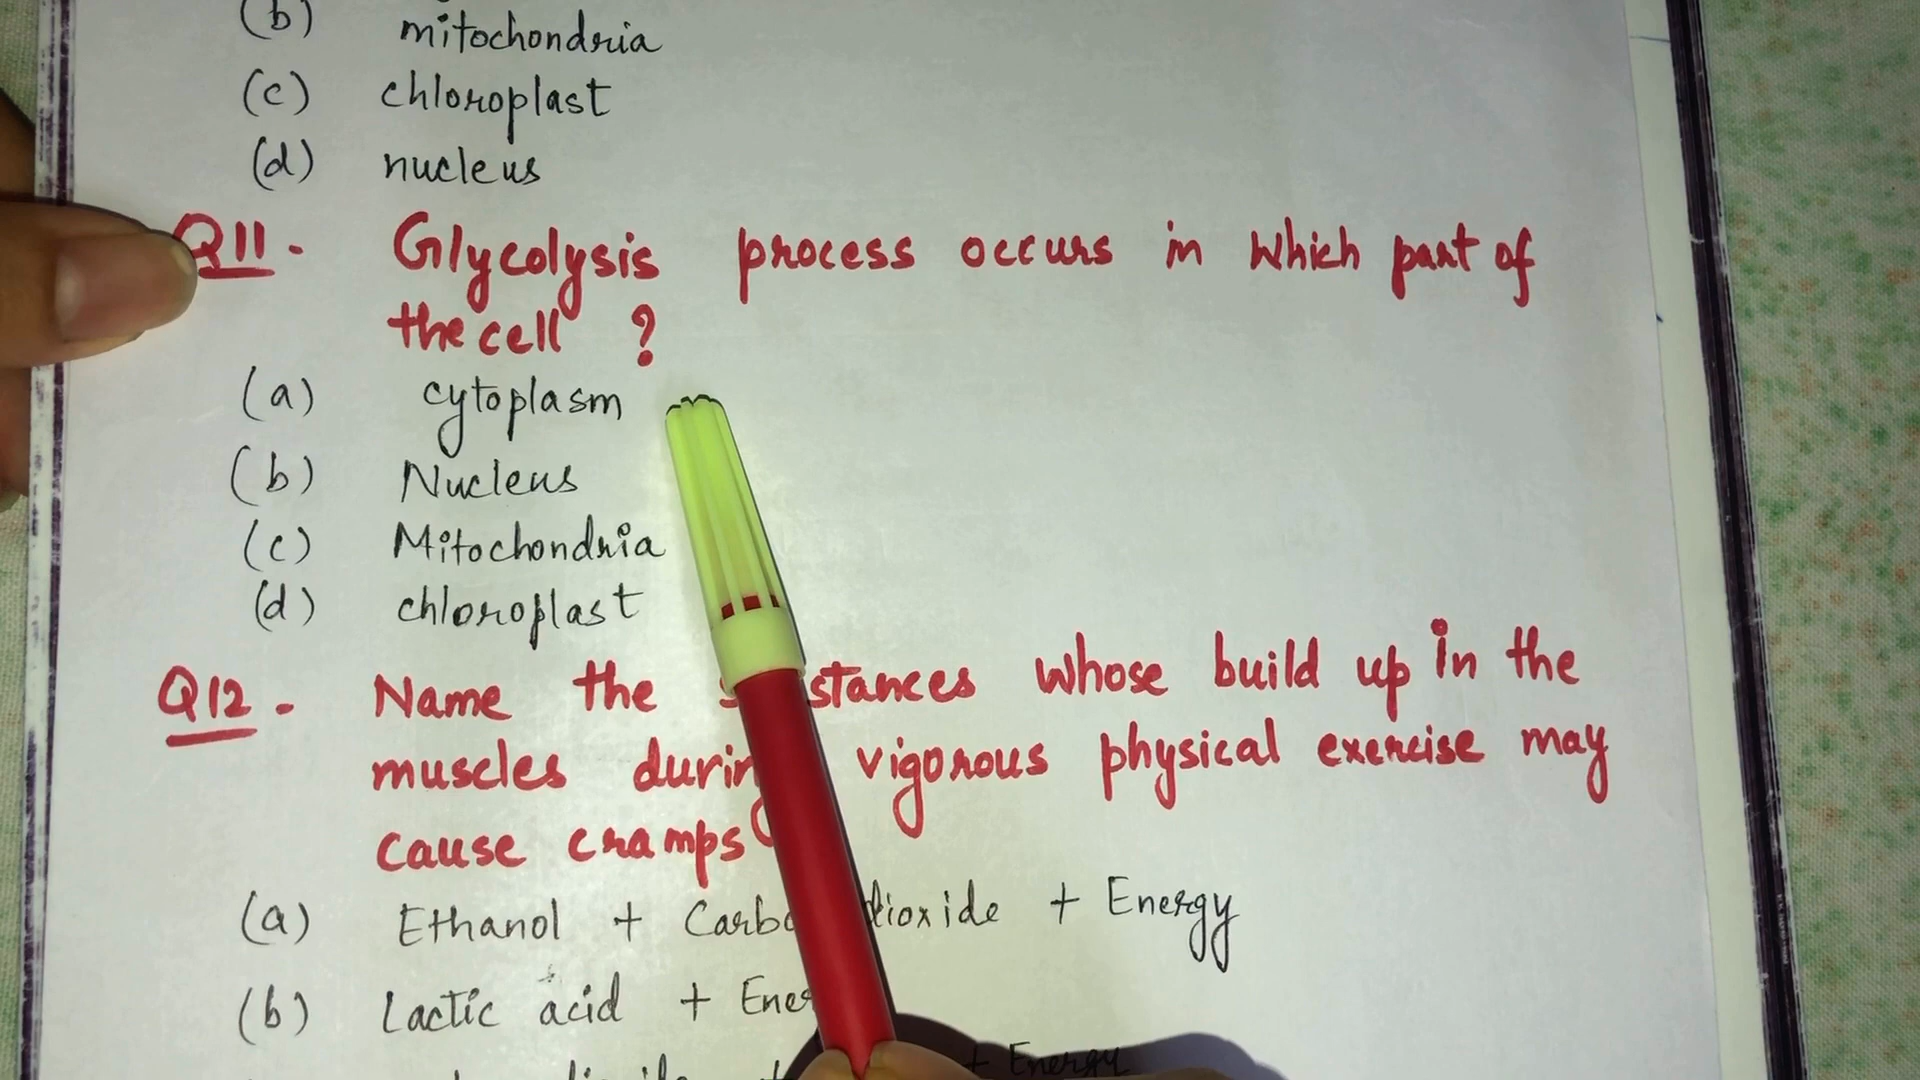 (b) mitochondria
(c) chloroplast
(d) nucleus
Q11. Glycolysis process occurs in which part of
the cell ?
(a) cytoplasm
(b) Nucleus
(c) Mitochondria
(d) chloroplast
Q12. Name the stances whose build up in the
muscles durin vigorous physical exercise may
cause cramps
(a) Ethanol + Carbo dioxide + Energy
(b) Lactic acid + Ene
+ Energy